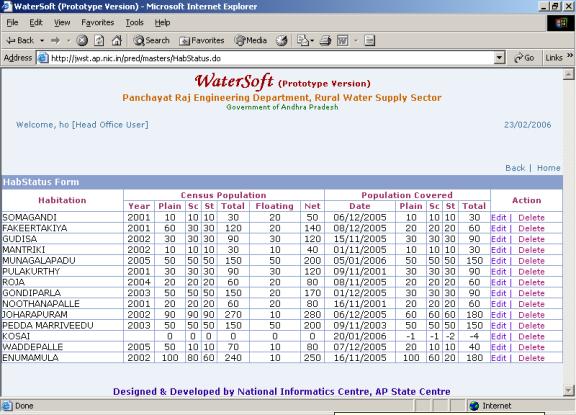 WaterSoft (Prototype Version) - Microsoft Internet Explorer
File Edit View Favorites Tools Help
Back Search Favorites Media
Address http://jwst.ap.nic.in/pred/masters/HabStatus.do Go Links
WaterSoft (Prototype Version)
Panchayat Raj Engineering Department, Rural Water Supply Sector
Government of Andhra Pradesh
Welcome, ho [Head Office User] 23/02/2006
Back | Home
HabStatus Form
Habitation Census Population Population Covered Action
Year Plain Sc St Total Floating Net Date Plain Sc St Total
SOMAGANDI 2001 10 10 10 30 20 50 06/12/2005 10 10 10 30 Edit | Delete
FAKEERTAKIYA 2001 60 30 30 120 20 140 08/12/2005 20 20 20 60 Edit | Delete
GUDISA 2002 30 30 30 90 30 120 15/11/2005 30 30 30 90 Edit | Delete
MANTRIKI 2002 10 10 10 30 10 40 01/11/2005 10 10 10 30 Edit | Delete
MUNAGALAPADU 2005 50 50 50 150 50 200 05/01/2006 50 50 50 150 Edit | Delete
PULAKURTHY 2001 30 30 30 90 30 120 09/11/2001 30 30 30 90 Edit | Delete
ROJA 2004 20 20 20 60 20 80 08/11/2005 20 20 20 60 Edit | Delete
GONDIPARLA 2003 50 50 50 150 20 170 01/12/2005 30 30 30 90 Edit | Delete
NOOTHANAPALLE 2001 20 20 20 60 20 80 16/11/2001 20 20 20 60 Edit | Delete
JOHARAPURAM 2002 90 90 90 270 10 280 06/12/2005 60 60 60 180 Edit | Delete
PEDDA MARRIVEEDU 2003 50 50 50 150 50 200 09/11/2005 50 50 50 150 Edit | Delete
KOSAI 0 0 0 0 0 0 20/01/2006 -1 -1 -2 -4 Edit | Delete
WADDEPALLE 2005 50 10 10 70 10 80 07/12/2005 20 10 10 40 Edit | Delete
ENUMAMULA 2002 100 80 60 240 10 250 16/11/2005 100 60 20 180 Edit | Delete
Designed & Developed by National Informatics Centre, AP State Centre
Done Internet